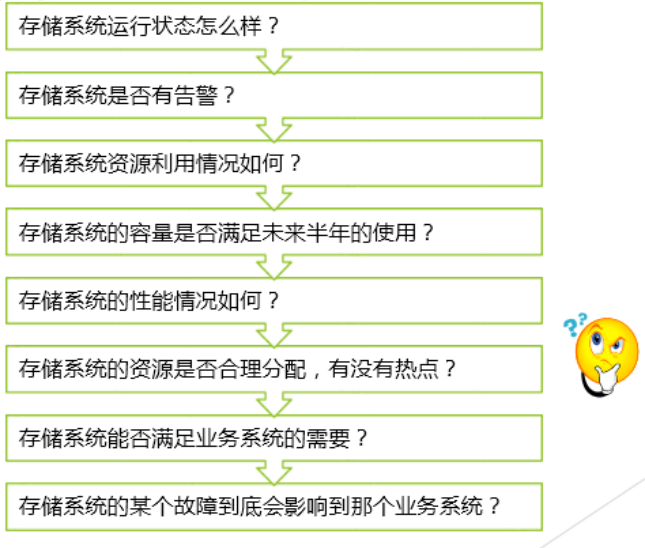 存储系统运行状态怎么样？
存储系统是否有告警？
存储系统资源利用情况如何？
存储系统的容量是否满足未来半年的使用？
存储系统的性能情况如何？
??
存储系统的资源是否合理分配，有没有热点？
存储系统能否满足业务系统的需要？
存储系统的某个故障到底会影响到那个业务系统？